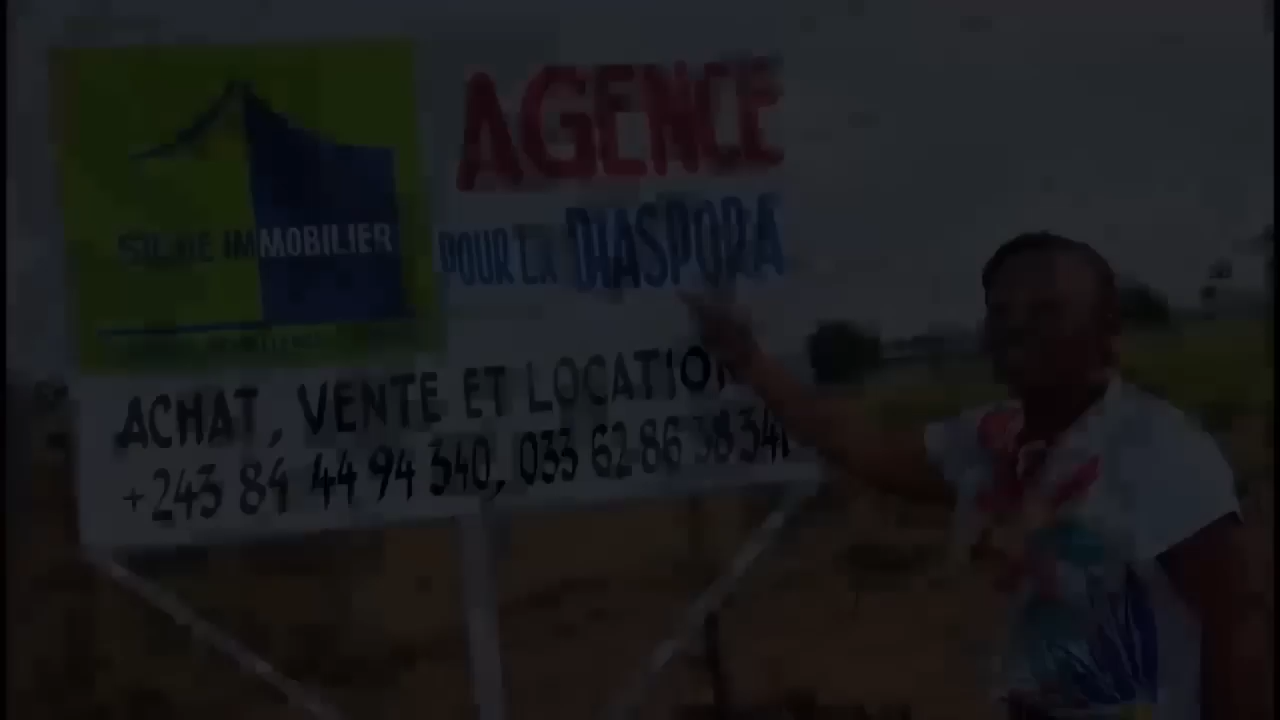 AGENCE
POUR LA DIASPORA
IMMOBILIER
ACHAT, VENTE ET LOCATION
+243 84 44 94 340, 033 62 86 38 341